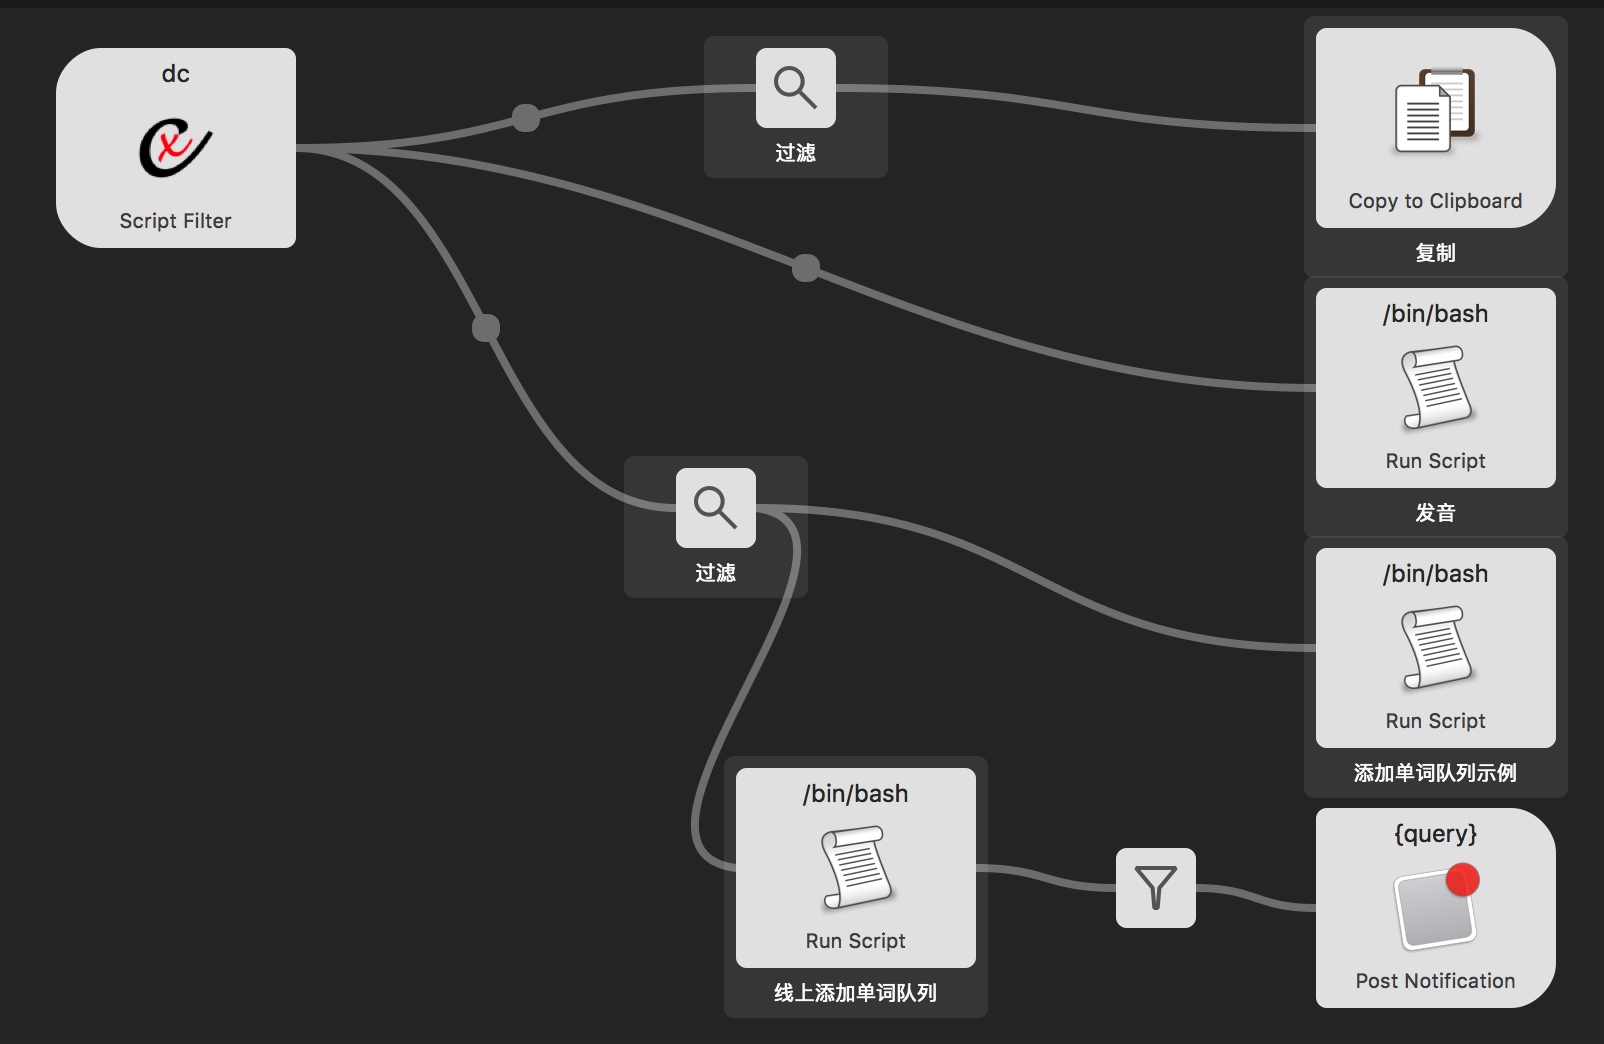 dc
Script Filter
过滤
Copy to Clipboard
复制
/bin/bash
Run Script
发音
过滤
/bin/bash
Run Script
添加单词队列示例
/bin/bash
Run Script
线上添加单词队列
{query}
Post Notification